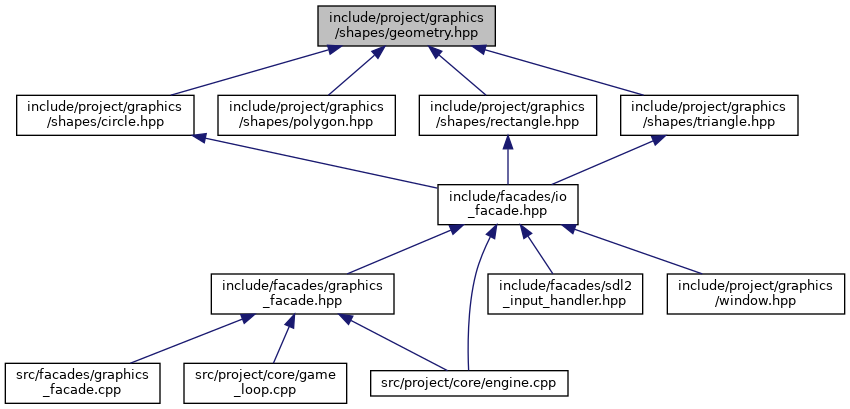 include/project/graphics
/shapes/geometry.hpp
include/project/graphics
/shapes/circle.hpp
include/project/graphics
/shapes/polygon.hpp
include/project/graphics
/shapes/rectangle.hpp
include/project/graphics
/shapes/triangle.hpp
include/facades/io
_facade.hpp
include/facades/graphics
_facade.hpp
include/facades/sdl2
_input_handler.hpp
include/project/graphics
/window.hpp
src/facades/graphics
_facade.cpp
src/project/core/game
_loop.cpp
src/project/core/engine.cpp